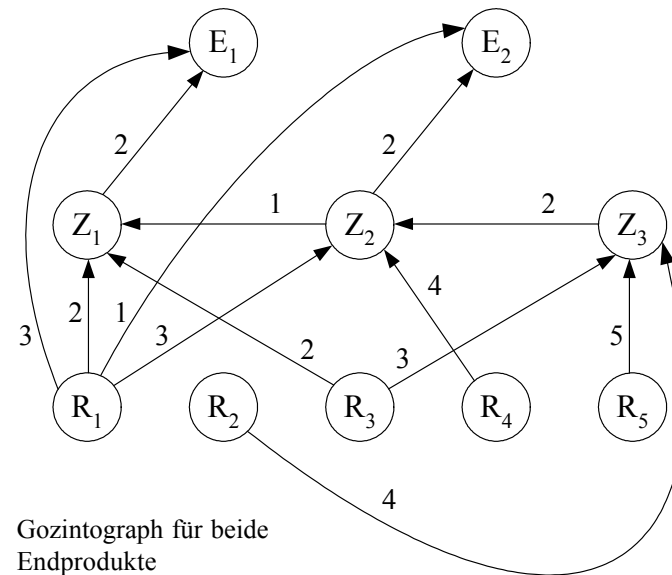 E1 E2
2 2
Z1 1 Z2 2 Z3
3 2 1 3 2 4 3 5
R1 R2 R3 R4 R5
4
Gozintograph für beide
Endprodukte